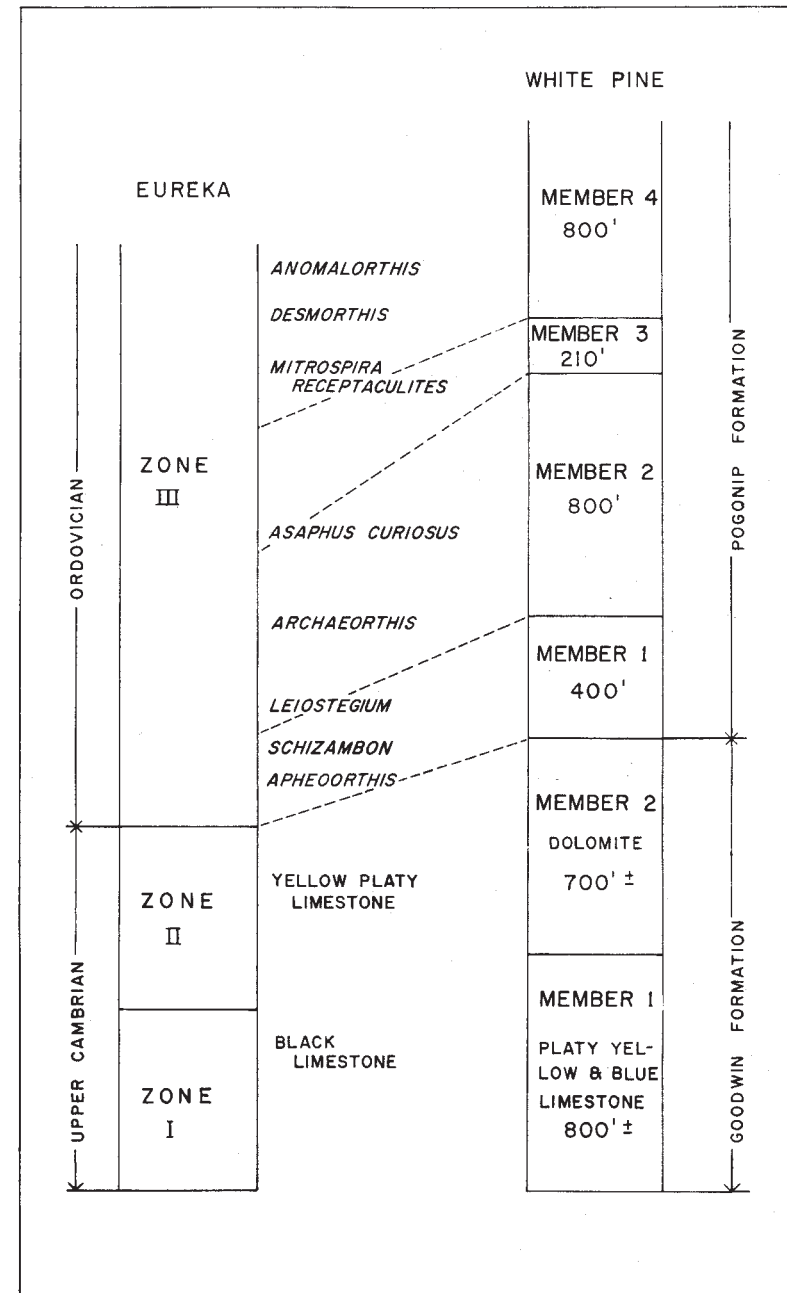 WHITE PINE
EUREKA
MEMBER 4
800'
ANOMALORTHIS
DESMORTHIS
MEMBER 3
210'
MITROSPIRA
RECEPTACULITES
ZONE
III
MEMBER 2
800'
ASAPHUS CURIOSUS
ARCHAEORTHIS
MEMBER 1
400'
LEIOSTEGIUM
SCHIZAMBON
APHEOORTHIS
MEMBER 2
DOLOMITE
700' ±
YELLOW PLATY
LIMESTONE
ZONE
II
MEMBER 1
PLATY YEL-
LOW & BLUE
LIMESTONE
800' ±
BLACK
LIMESTONE
ZONE
I
ORDOVICIAN
UPPER CAMBRIAN
POGONIP FORMATION
GOODWIN FORMATION